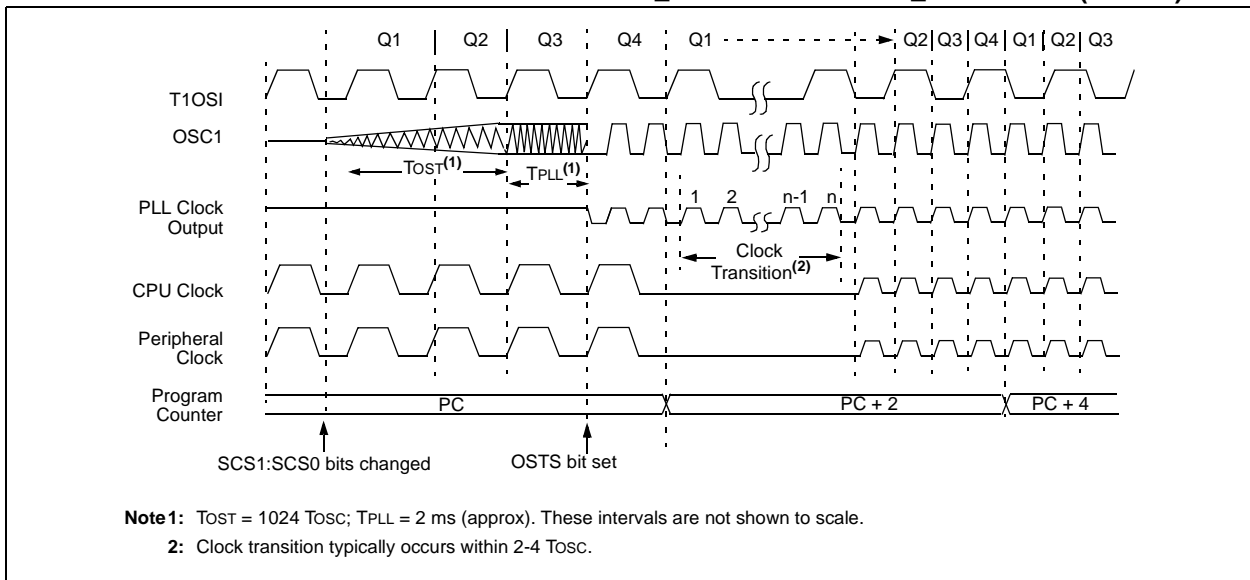 Q1 Q2 Q3 Q4 Q1 Q2 Q3 Q4 Q1 Q2 Q3
T1OSI
OSC1
TOST(1) TPLL(1)
1 2 n-1 n
PLL Clock
Output
Clock
Transition(2)
CPU Clock
Peripheral
Clock
Program
Counter
PC PC + 2 PC + 4
SCS1:SCS0 bits changed OSTS bit set
Note1: TOST = 1024 TOSC; TPLL = 2 ms (approx). These intervals are not shown to scale.
2: Clock transition typically occurs within 2-4 TOSC.